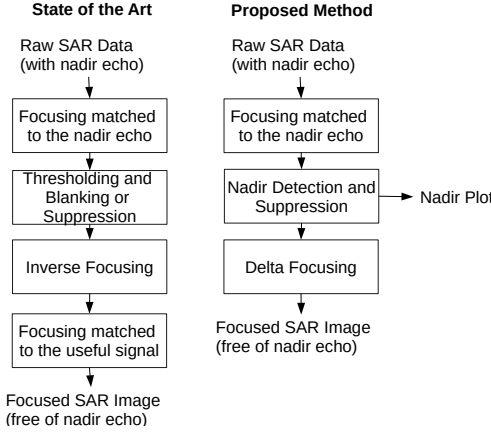 State of the Art
Raw SAR Data
(with nadir echo)
Focusing matched
to the nadir echo
Thresholding and
Blanking or
Suppression
Inverse Focusing
Focusing matched
to the useful signal
Focused SAR Image
(free of nadir echo)
Proposed Method
Raw SAR Data
(with nadir echo)
Focusing matched
to the nadir echo
Nadir Detection and
Suppression
Nadir Plot
Delta Focusing
Focused SAR Image
(free of nadir echo)